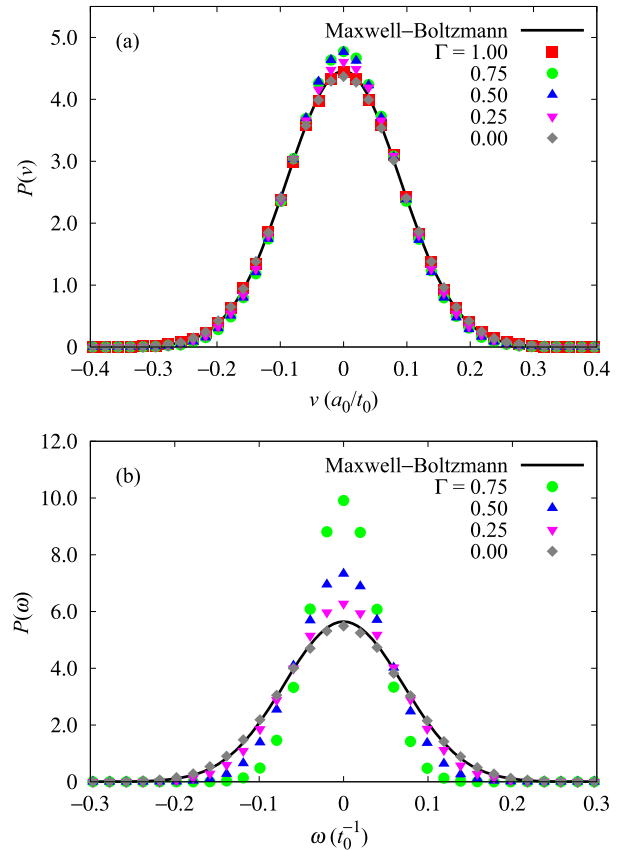 (a)
Maxwell−Boltzmann
Γ = 1.00
0.75
0.50
0.25
0.00
5.0
4.0
3.0
2.0
1.0
0
P(v)
−0.4 −0.3 −0.2 −0.1 0 0.1 0.2 0.3 0.4
v (a₀/t₀)
(b)
Maxwell−Boltzmann
Γ = 0.75
0.50
0.25
0.00
12.0
10.0
8.0
6.0
4.0
2.0
0
P(ω)
−0.3 −0.2 −0.1 0 0.1 0.2 0.3
ω (t₀⁻¹)